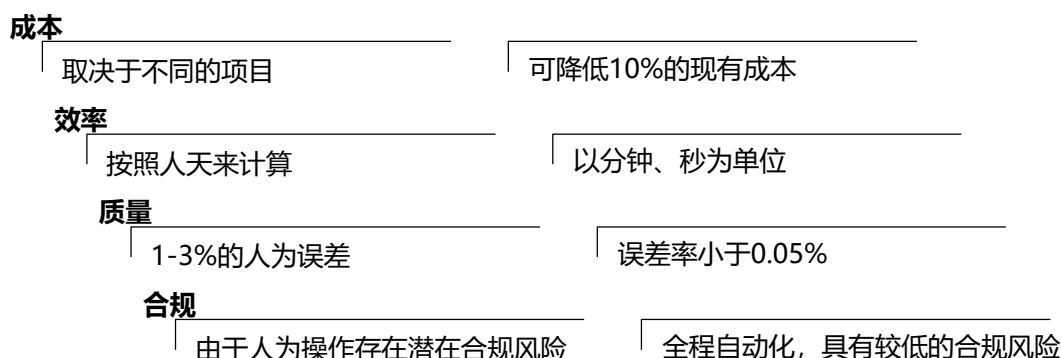 成本
取决于不同的项目
可降低10%的现有成本
效率
按照人天来计算
以分钟、秒为单位
质量
1-3%的人为误差
误差率小于0.05%
合规
由于人为操作存在潜在合规风险
全程自动化，具有较低的合规风险